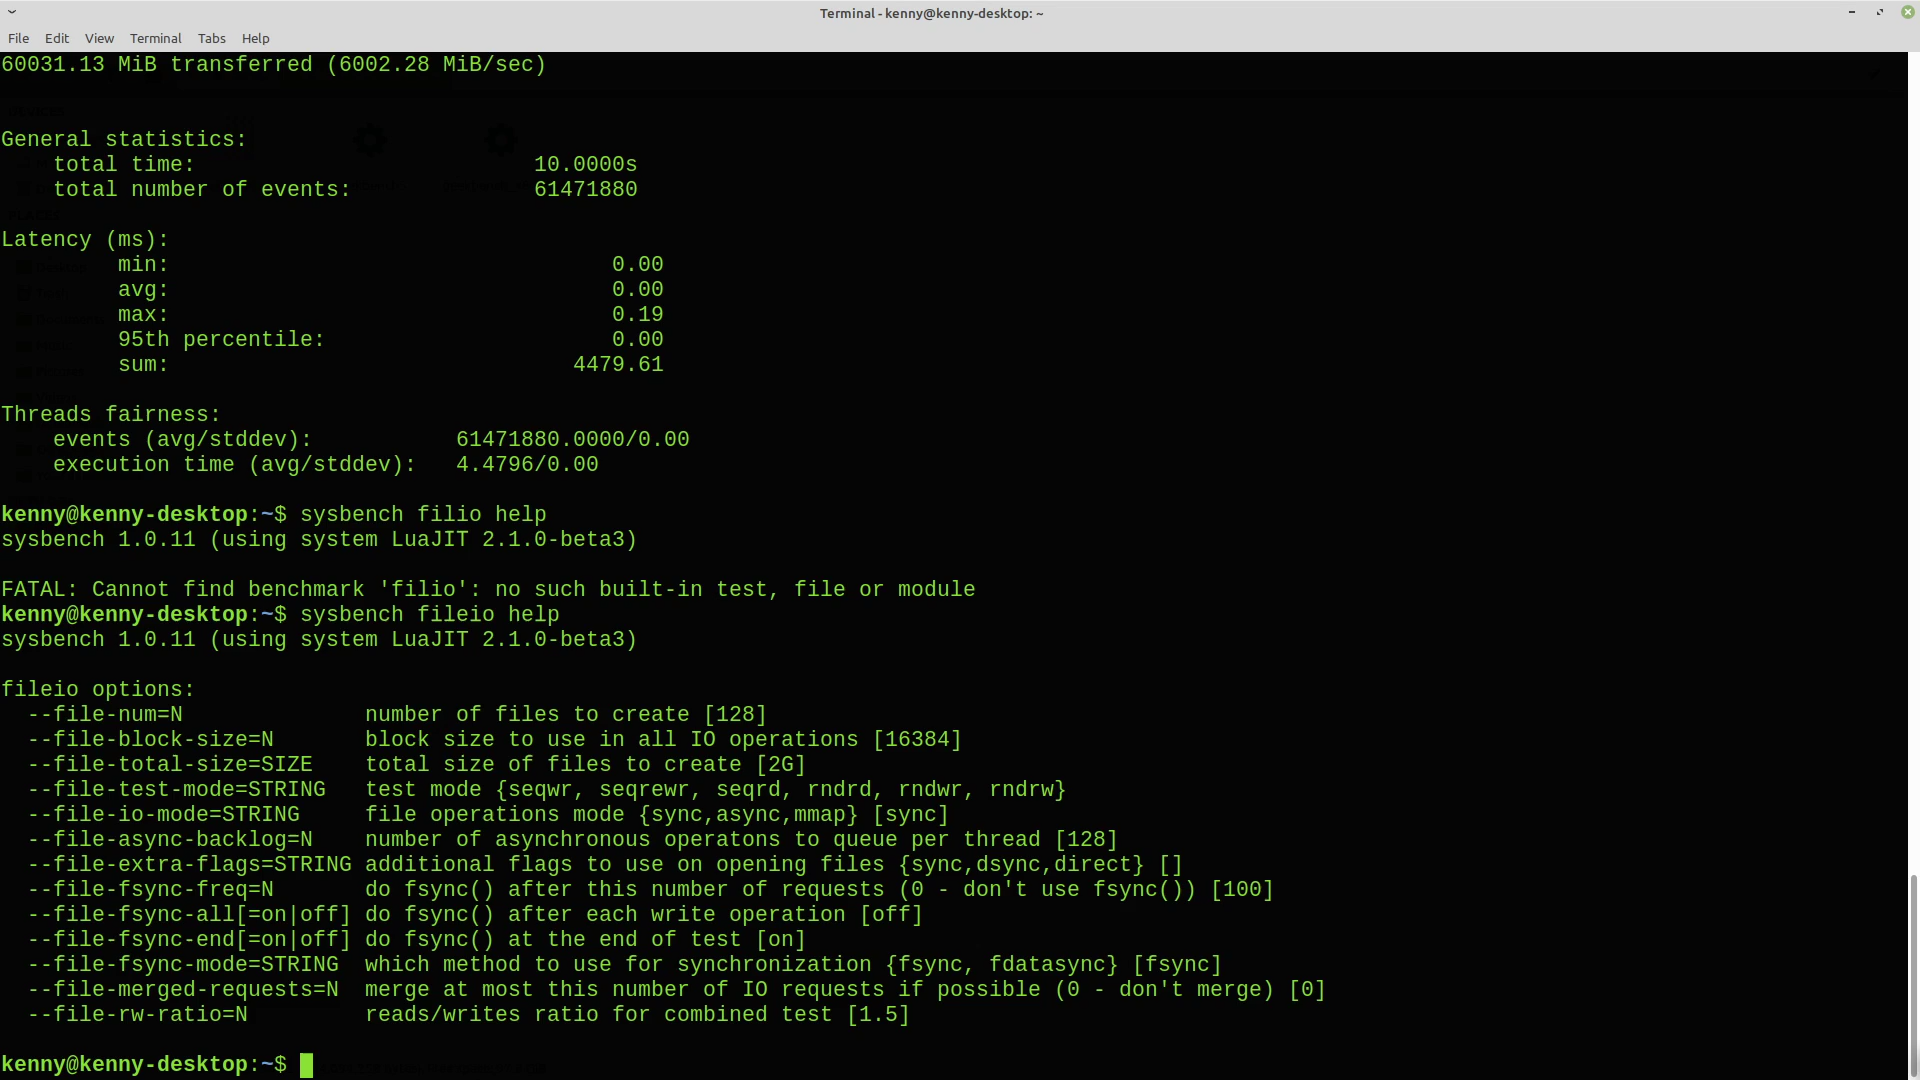 Terminal - kenny@kenny-desktop: ~
File Edit View Terminal Tabs Help
60031.13 MiB transferred (6002.28 MiB/sec)
General statistics:
total time: 10.0000s
total number of events: 61471880
Latency (ms):
min: 0.00
avg: 0.00
max: 0.19
95th percentile: 0.00
sum: 4479.61
Threads fairness:
events (avg/stddev): 61471880.0000/0.00
execution time (avg/stddev): 4.4796/0.00
kenny@kenny-desktop:~$ sysbench filio help
sysbench 1.0.11 (using system LuaJIT 2.1.0-beta3)
FATAL: Cannot find benchmark 'filio': no such built-in test, file or module
kenny@kenny-desktop:~$ sysbench fileio help
sysbench 1.0.11 (using system LuaJIT 2.1.0-beta3)
fileio options:
--file-num=N number of files to create [128]
--file-block-size=N block size to use in all IO operations [16384]
--file-total-size=SIZE total size of files to create [2G]
--file-test-mode=STRING test mode {seqwr, seqrewr, seqrd, rndrd, rndwr, rndrw}
--file-io-mode=STRING file operations mode {sync,async,mmap} [sync]
--file-async-backlog=N number of asynchronous operatons to queue per thread [128]
--file-extra-flags=STRING additional flags to use on opening files {sync,dsync,direct} []
--file-fsync-freq=N do fsync() after this number of requests (0 - don't use fsync()) [100]
--file-fsync-all[=on|off] do fsync() after each write operation [off]
--file-fsync-end[=on|off] do fsync() at the end of test [on]
--file-fsync-mode=STRING which method to use for synchronization {fsync, fdatasync} [fsync]
--file-merged-requests=N merge at most this number of IO requests if possible (0 - don't merge) [0]
--file-rw-ratio=N reads/writes ratio for combined test [1.5]
kenny@kenny-desktop:~$